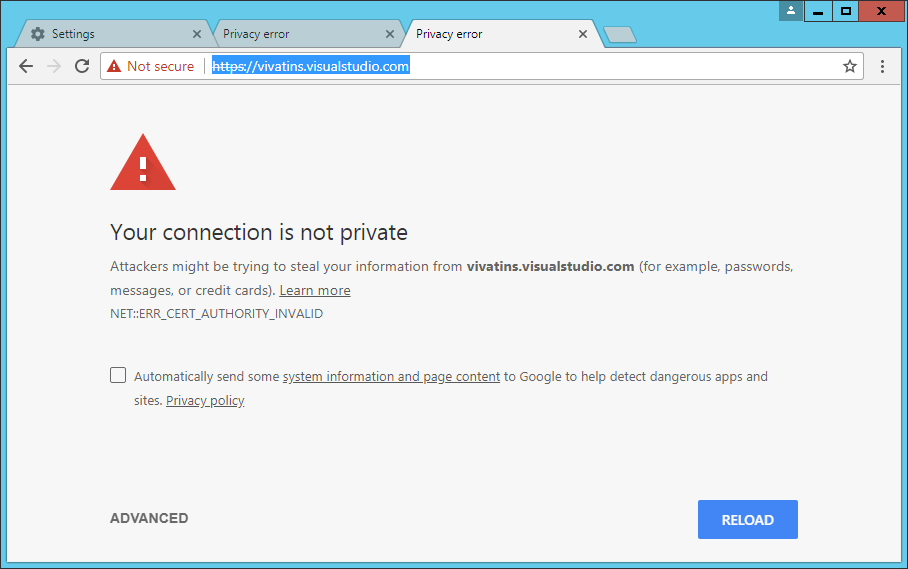 Settings
Privacy error
Privacy error
Not secure
https://vivatins.visualstudio.com
Your connection is not private
Attackers might be trying to steal your information from vivatins.visualstudio.com (for example, passwords,
messages, or credit cards). Learn more
NET::ERR_CERT_AUTHORITY_INVALID
Automatically send some system information and page content to Google to help detect dangerous apps and
sites. Privacy policy
ADVANCED
RELOAD